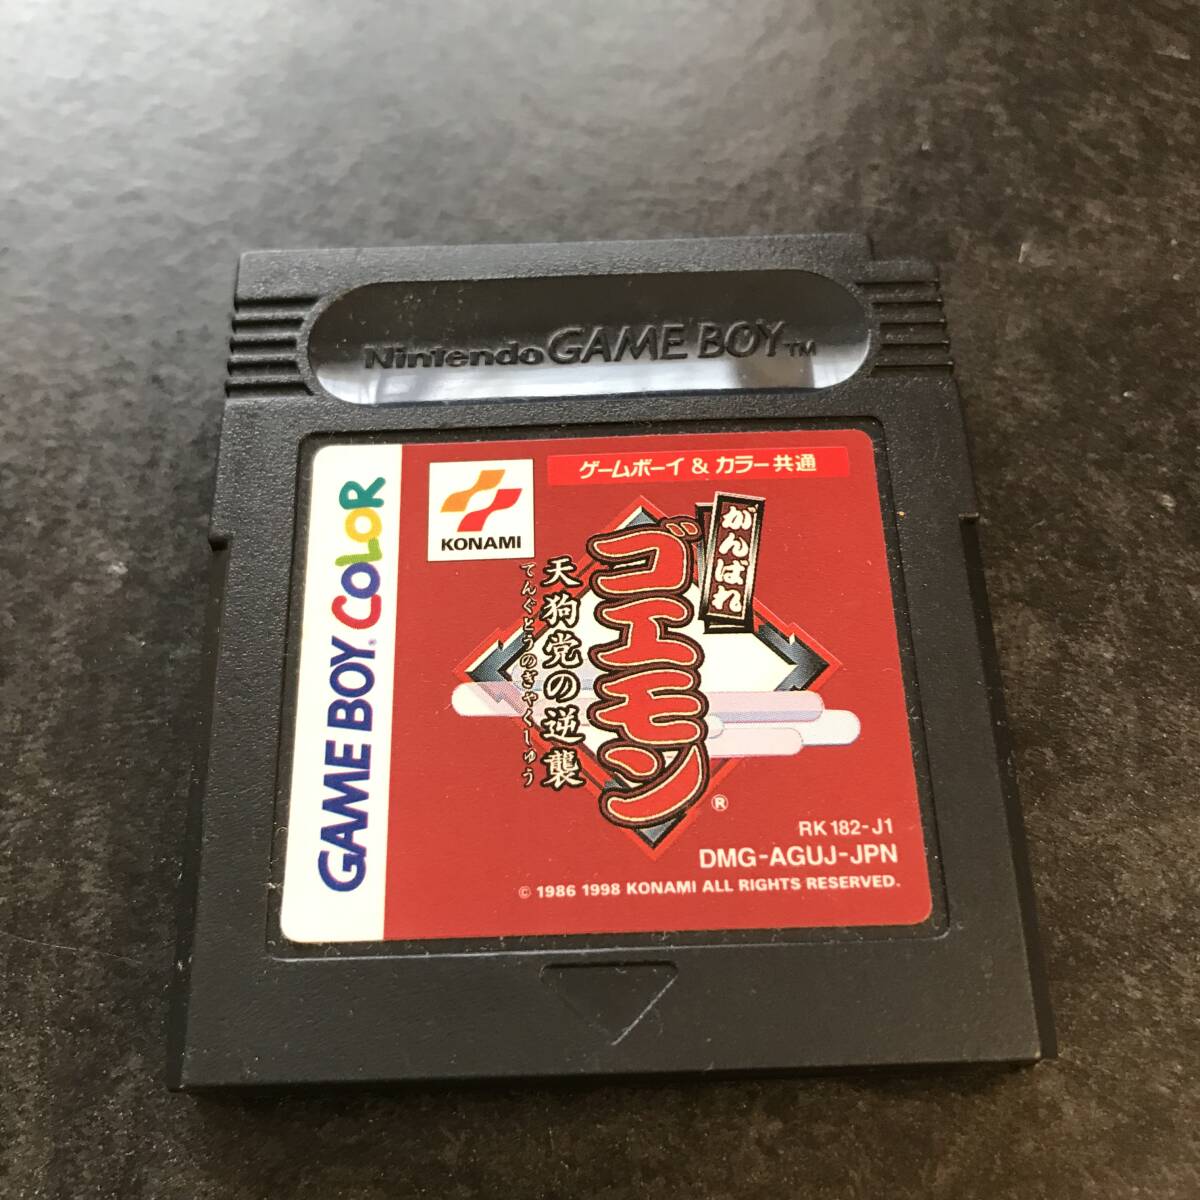 Nintendo GAME BOY TM
GAME BOY COLOR
KONAMI
ゲームボーイ & カラー共通
がんばれ
ゴエモン
®
天狗党の逆襲
てんぐとうのぎゃくしゅう
RK182-J1
DMG-AGUJ-JPN
© 1986 1998 KONAMI ALL RIGHTS RESERVED.